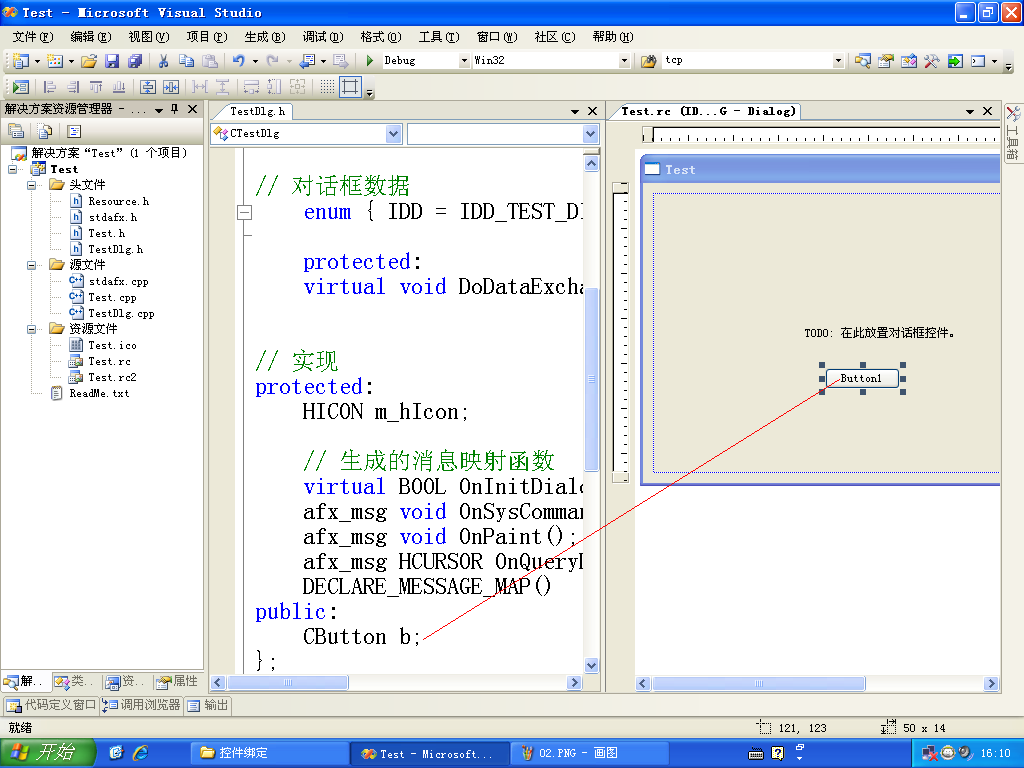 Test - Microsoft Visual Studio
文件(F) 编辑(E) 视图(V) 项目(P) 生成(B) 调试(D) 格式(O) 工具(T) 窗口(W) 社区(C) 帮助(H)
Debug Win32 tcp
解决方案资源管理器 - ...
解决方案“Test”(1 个项目)
Test
头文件
Resource.h
stdafx.h
Test.h
TestDlg.h
源文件
stdafx.cpp
Test.cpp
TestDlg.cpp
资源文件
Test.ico
Test.rc
Test.rc2
ReadMe.txt
解... 类... 资... 属性
TestDlg.h
CTestDlg
// 对话框数据
enum { IDD = IDD_TEST_DI
protected:
virtual void DoDataExcha
// 实现
protected:
HICON m_hIcon;
// 生成的消息映射函数
virtual BOOL OnInitDialo
afx_msg void OnSysComman
afx_msg void OnPaint();
afx_msg HCURSOR OnQueryD
DECLARE_MESSAGE_MAP()
public:
CButton b;
};
Test.rc (ID...G - Dialog)
Test
TODO: 在此放置对话框控件。
Button1
工具箱
代码定义窗口 调用浏览器 输出
就绪 121, 123 50 x 14
开始 控件绑定 Test - Microsoft... 02.PNG - 画图 16:10